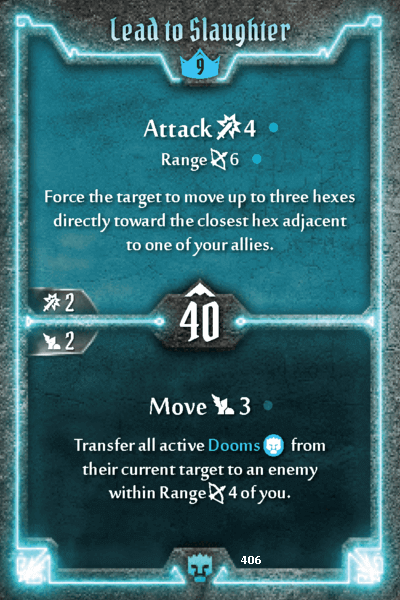 Lead to Slaughter
9
Attack 4
Range 6
Force the target to move up to three hexes
directly toward the closest hex adjacent
to one of your allies.
2
40
2
Move 3
Transfer all active Dooms from
their current target to an enemy
within Range 4 of you.
406